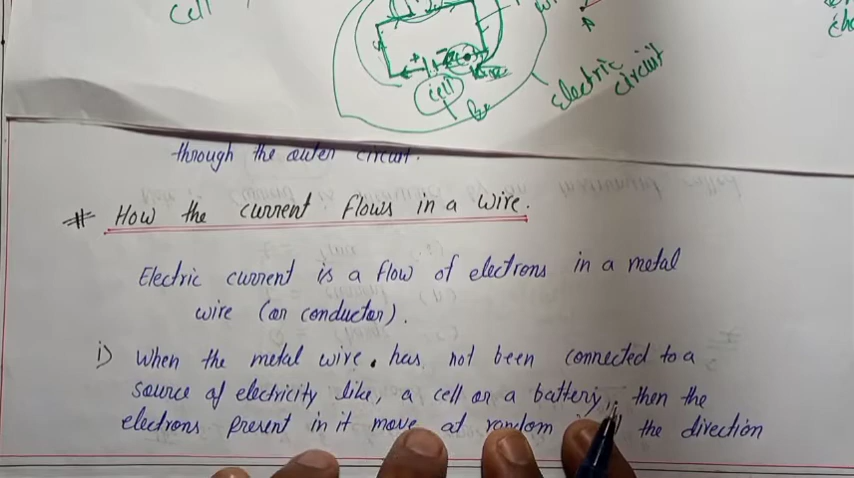 cell
cell
Electric
circuit
through the outer circuit.
# How the current flows in a wire.
Electric current is a flow of electrons in a metal
wire (or conductor).
i) When the metal wire. has not been connected to a
source of electricity like, a cell or a battery, then the
electrons present in it move at random the direction